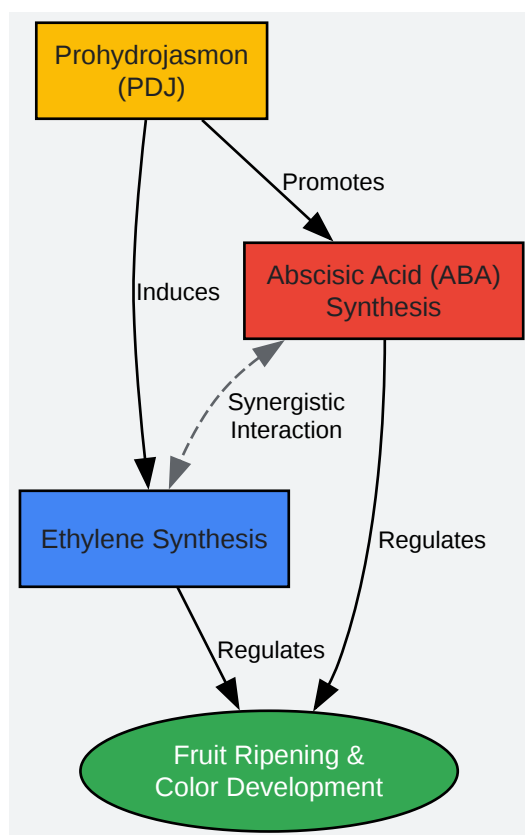 Prohydrojasmon
(PDJ)
Promotes
Abscisic Acid (ABA)
Synthesis
Induces
Synergistic
Interaction
Ethylene Synthesis
Regulates
Regulates
Fruit Ripening &
Color Development